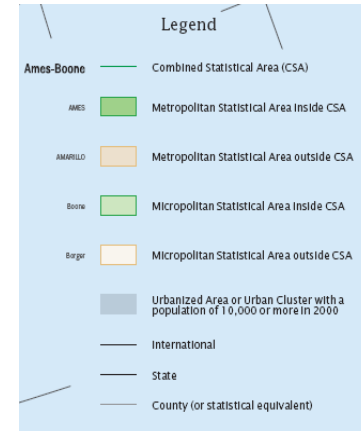 Legend
Ames-Boone Combined Statistical Area (CSA)
AMES Metropolitan Statistical Area inside CSA
AMARILLO Metropolitan Statistical Area outside CSA
Boone Micropolitan Statistical Area inside CSA
Borger Micropolitan Statistical Area outside CSA
Urbanized Area or Urban Cluster with a
population of 10,000 or more in 2000
International
State
County (or statistical equivalent)